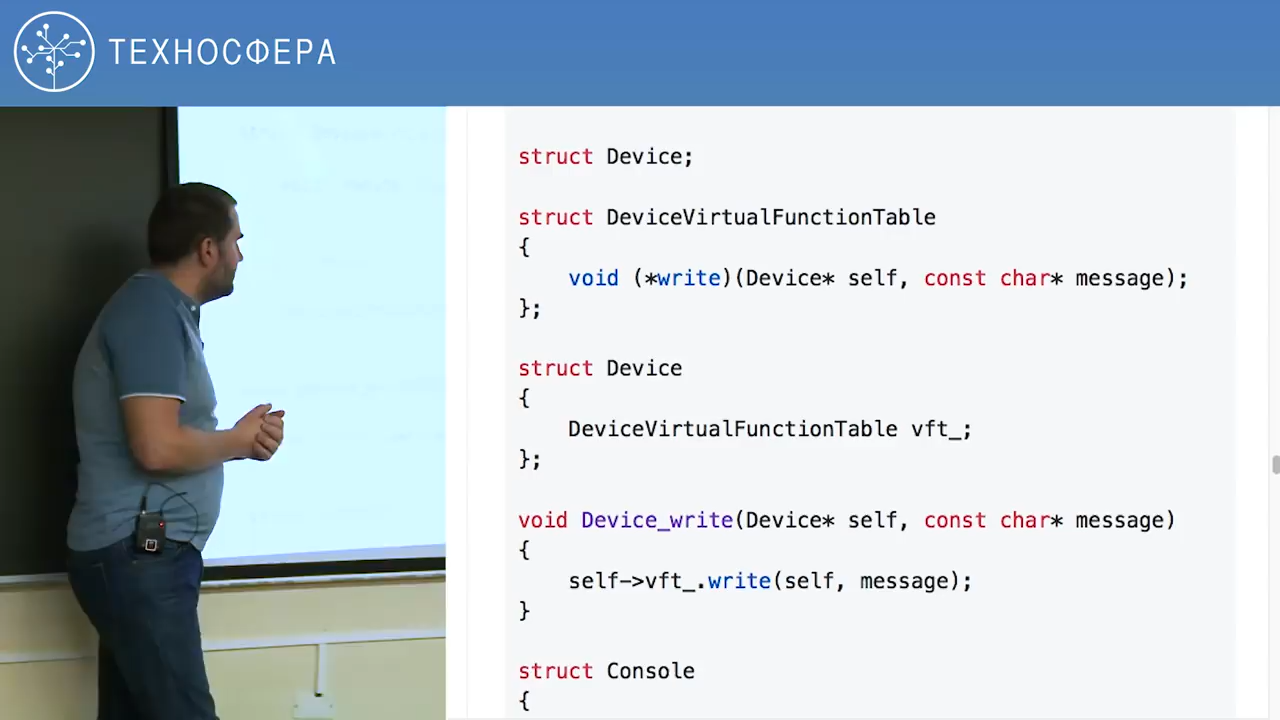 ТЕХНОСФЕРА
struct Device;
struct DeviceVirtualFunctionTable
{
    void (*write)(Device* self, const char* message);
};
struct Device
{
    DeviceVirtualFunctionTable vft_;
};
void Device_write(Device* self, const char* message)
{
    self->vft_.write(self, message);
}
struct Console
{